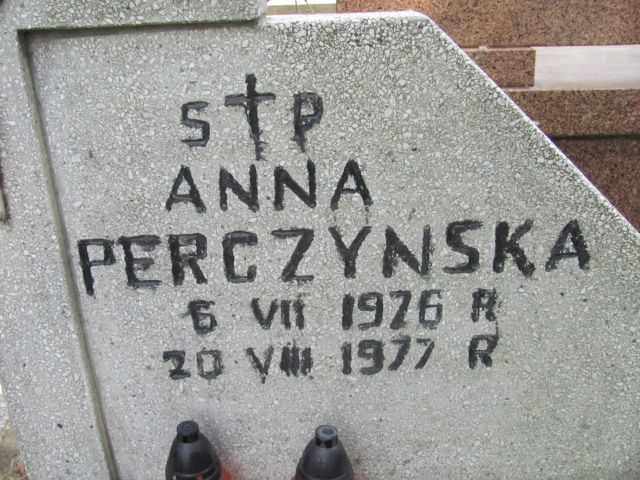 S † P
ANNA
PERCZYNSKA
6 VII 1976 R
20 VIII 1977 R